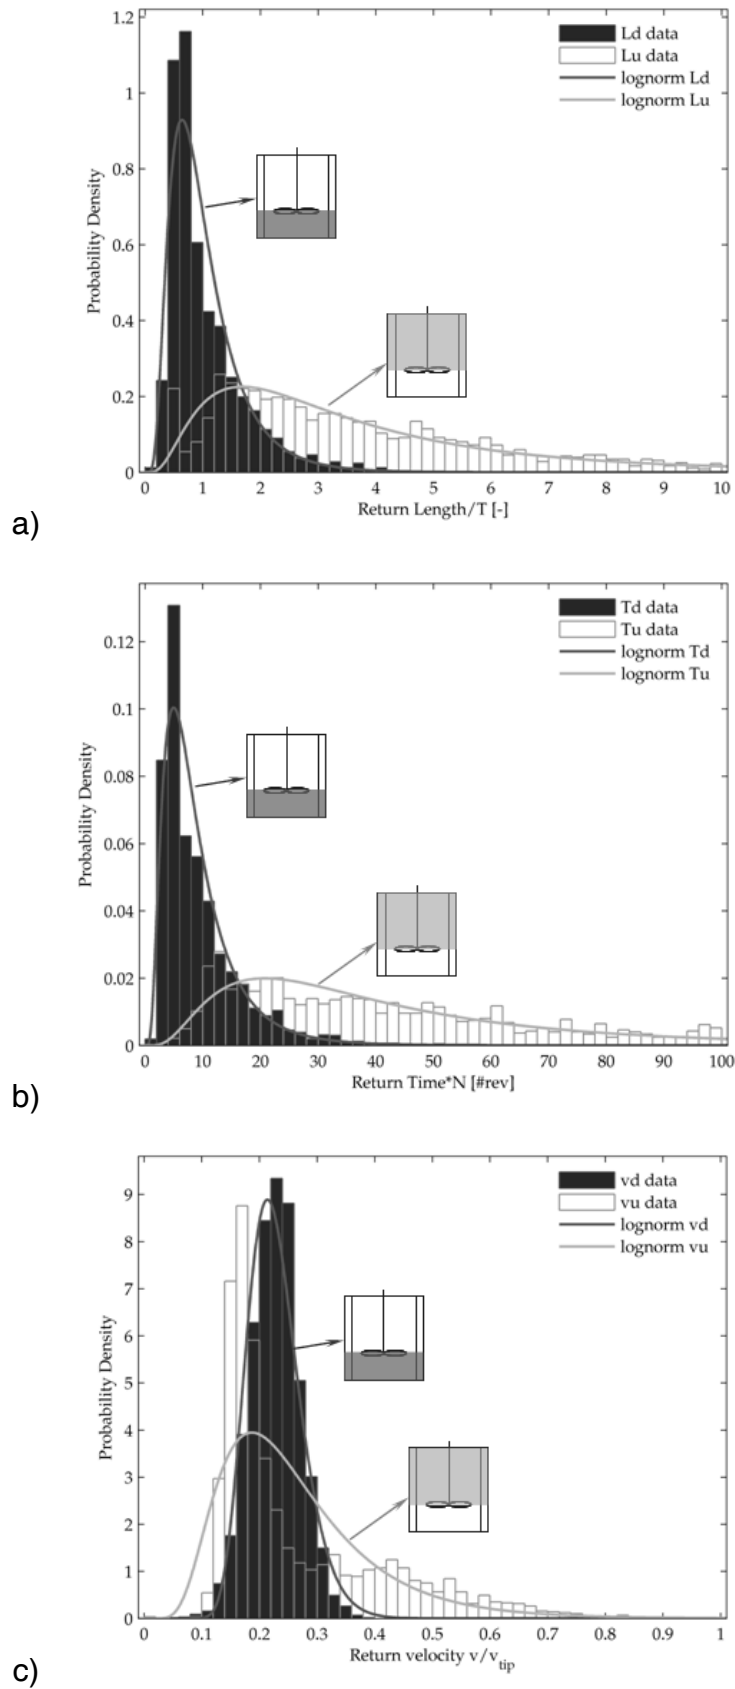 1.2
1
0.8
0.6
0.4
0.2
0
Probability Density
Ld data
Lu data
lognorm Ld
lognorm Lu
0 1 2 3 4 5 6 7 8 9 10
Return Length/T [-]
a)
0.12
0.1
0.08
0.06
0.04
0.02
0
Probability Density
Td data
Tu data
lognorm Td
lognorm Tu
0 10 20 30 40 50 60 70 80 90 100
Return Time*N [#rev]
b)
9
8
7
6
5
4
3
2
1
0
Probability Density
vd data
vu data
lognorm vd
lognorm vu
0 0.1 0.2 0.3 0.4 0.5 0.6 0.7 0.8 0.9 1
Return velocity v/v_tip
c)